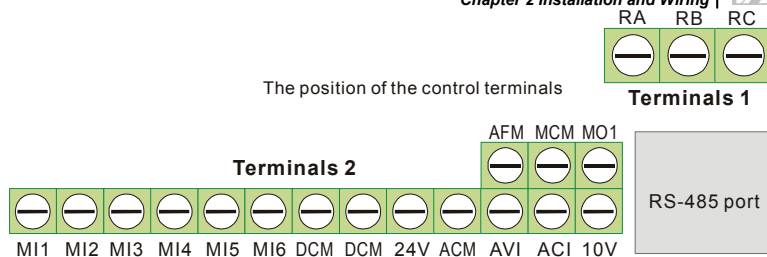 Chapter 2 Installation and Wiring |
RA RB RC
The position of the control terminals
Terminals 1
AFM MCM MO1
Terminals 2
RS-485 port
MI1 MI2 MI3 MI4 MI5 MI6 DCM DCM 24V ACM AVI ACI 10V